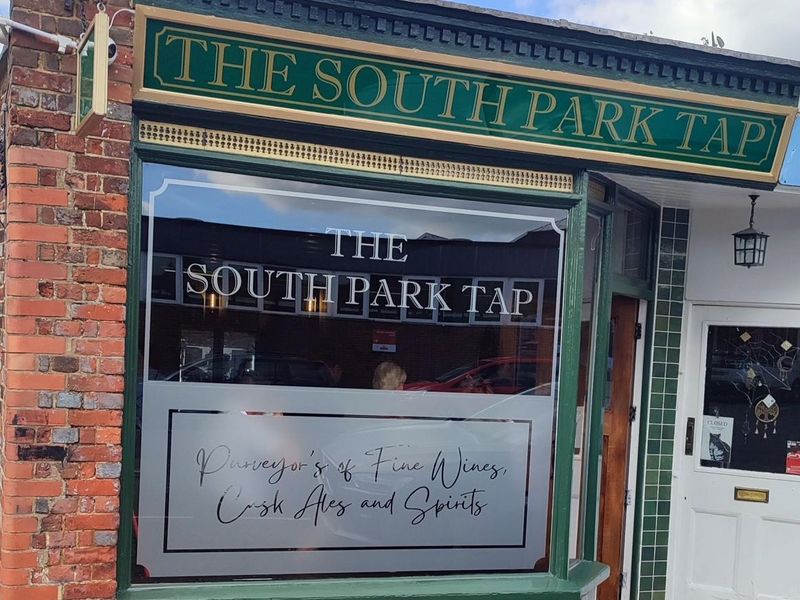 THE SOUTH PARK TAP
THE
SOUTH PARK TAP
Purveyor's of Fine Wines,
Cask Ales and Spirits
CLOSED